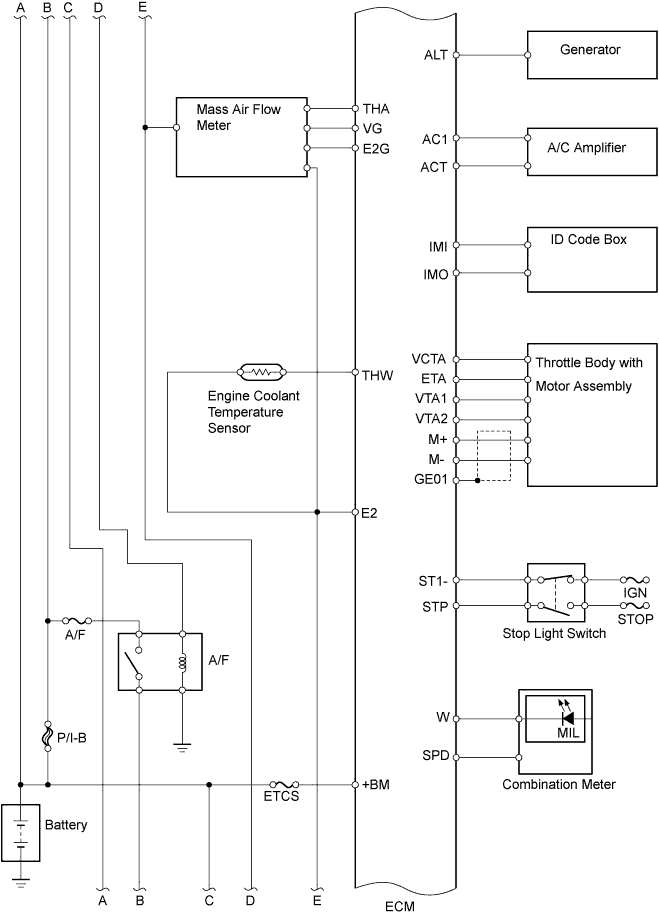 A B C D E
ALT
Generator
Mass Air Flow
Meter
THA
VG
E2G
AC1
ACT
A/C Amplifier
IMI
IMO
ID Code Box
THW
Engine Coolant
Temperature
Sensor
VCTA
ETA
VTA1
VTA2
M+
M-
GE01
Throttle Body with
Motor Assembly
E2
ST1-
STP
IGN
STOP
Stop Light Switch
A/F
A/F
P/I-B
W
SPD
MIL
Combination Meter
ETCS
+BM
Battery
A B C D E
ECM